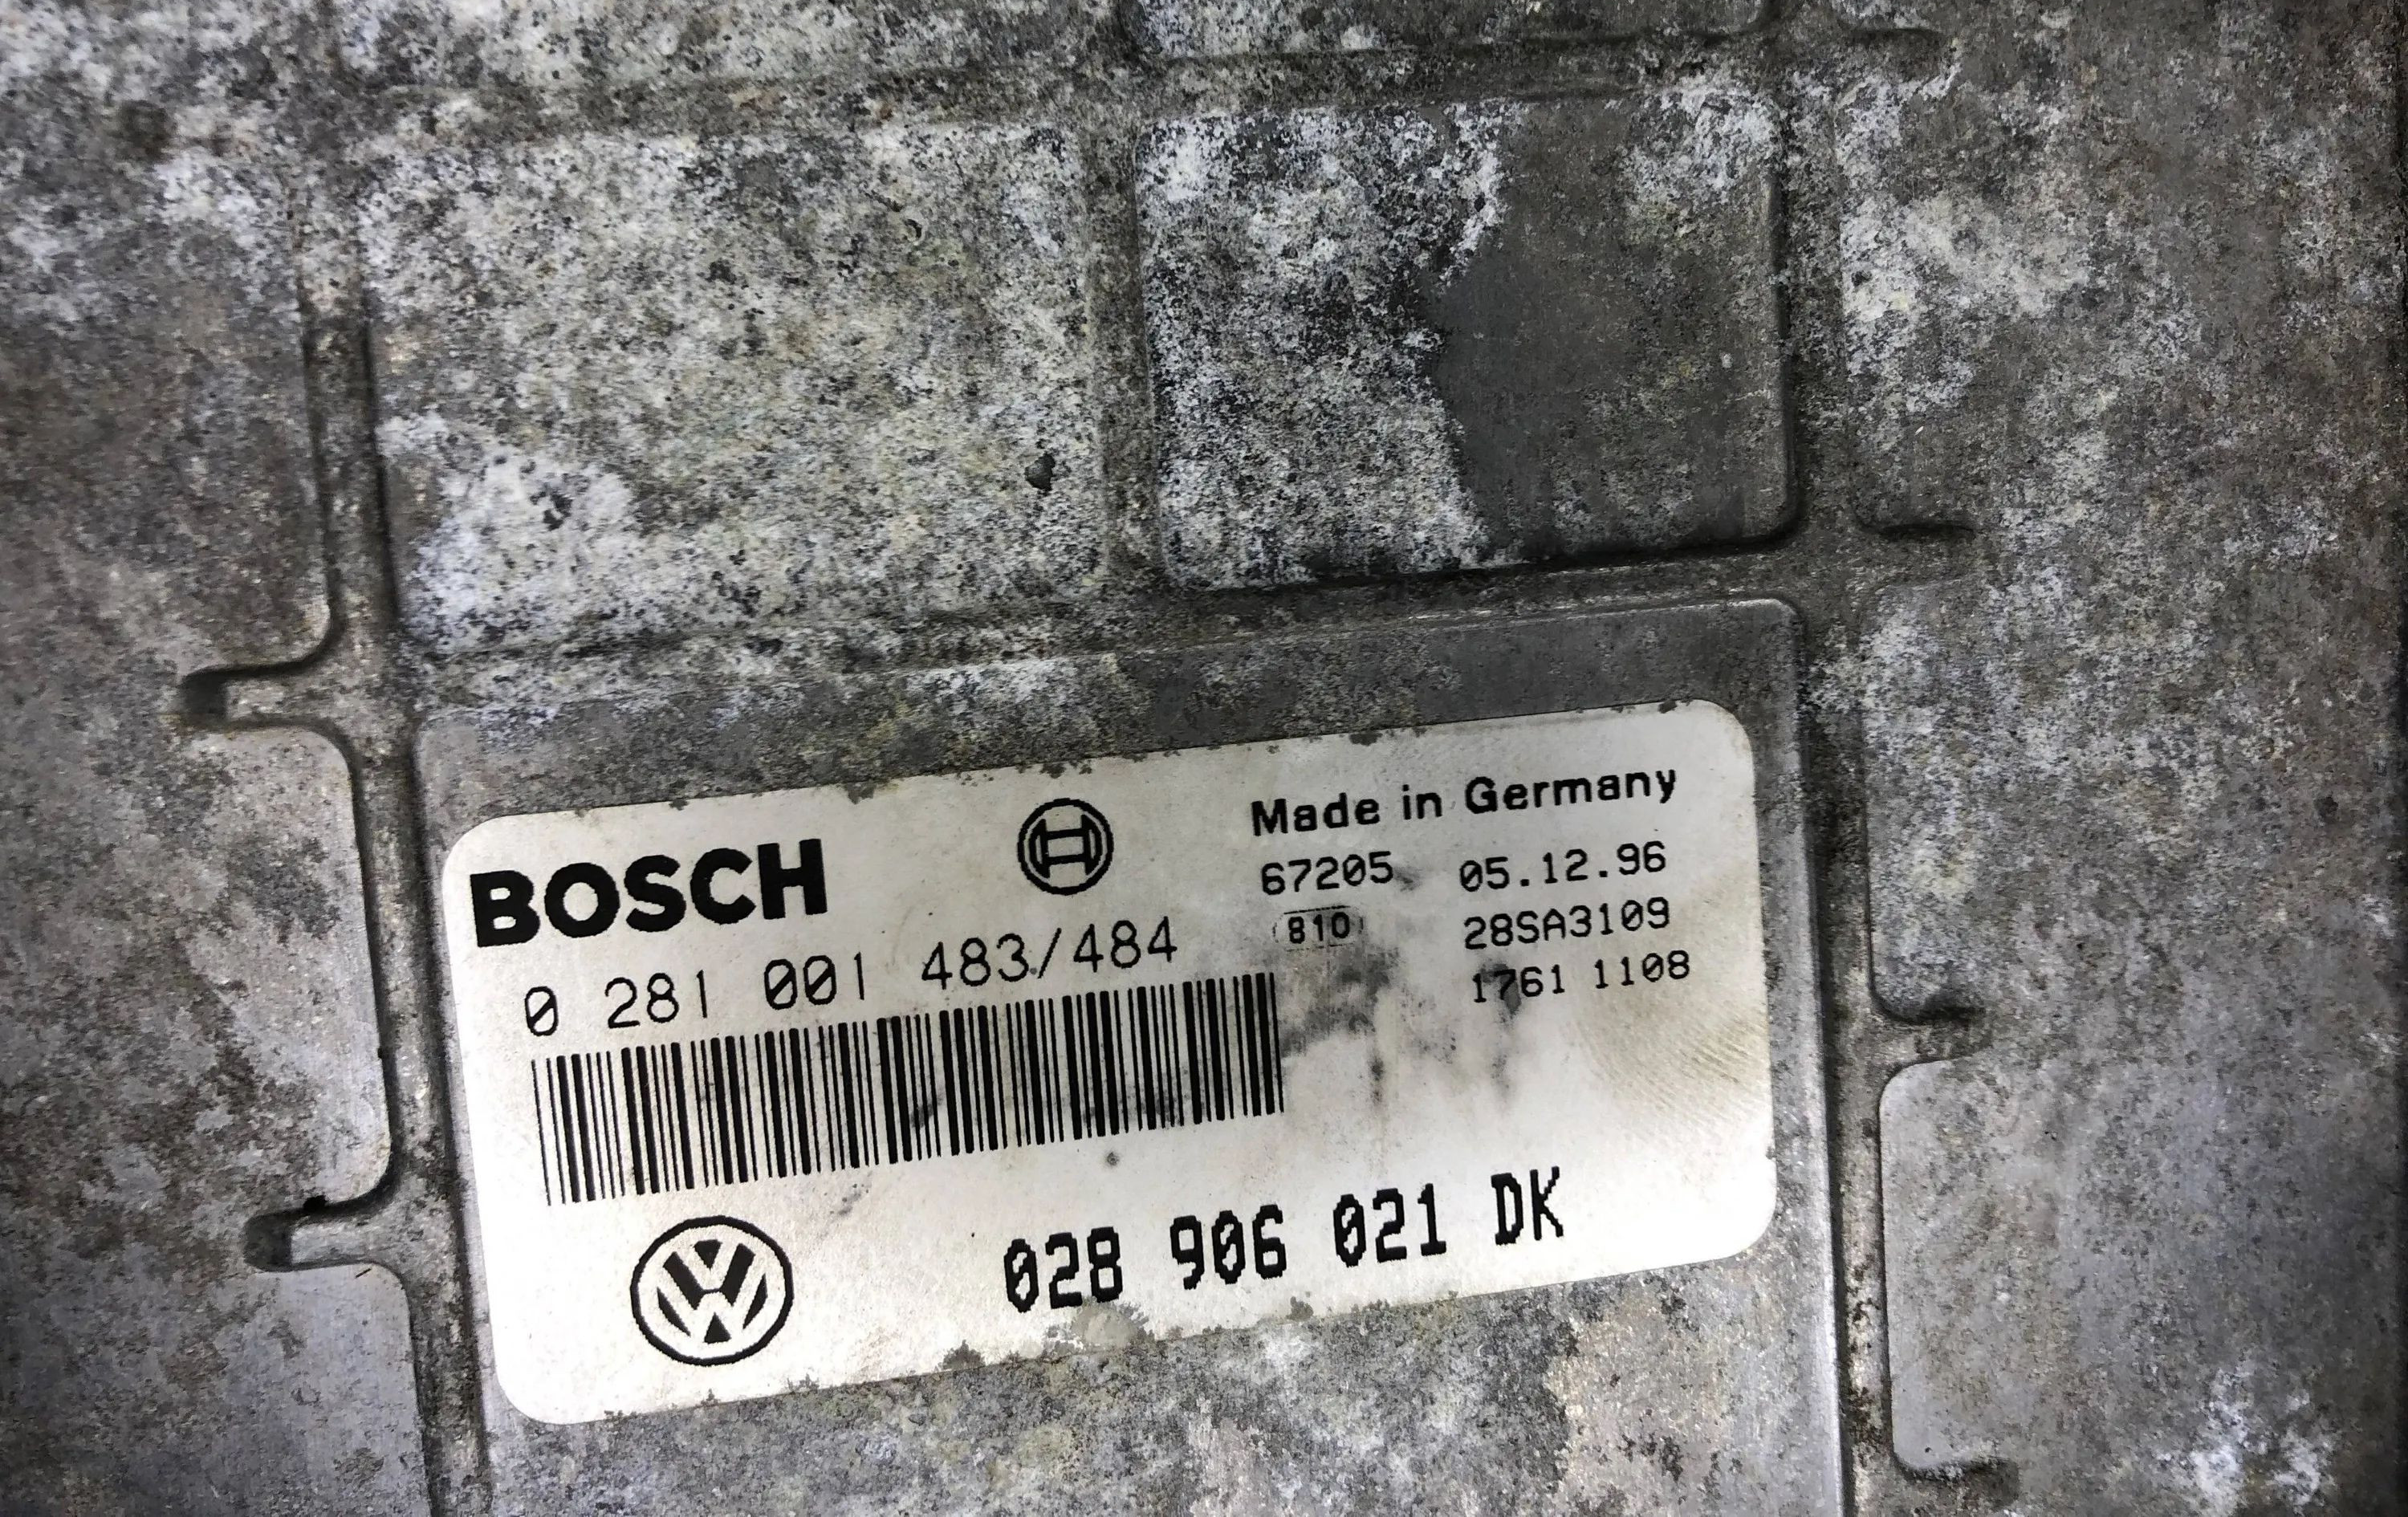 BOSCH
Made in Germany
67205 05.12.96
810 28SA3109
1761 1108
0 281 001 483/484
028 906 021 DK